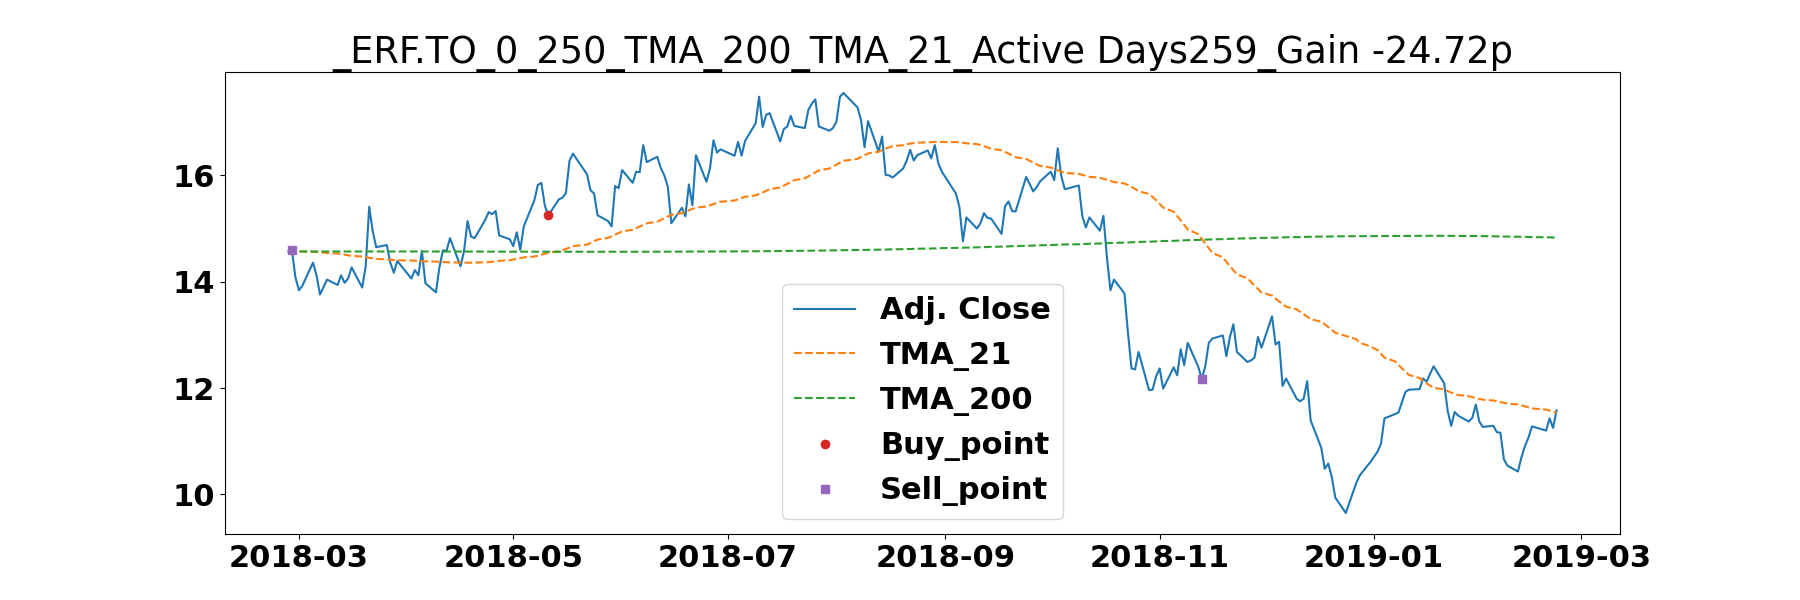 _ERF.TO_0_250_TMA_200_TMA_21_Active Days259_Gain -24.72p
16
14
12
10
Adj. Close
TMA_21
TMA_200
Buy_point
Sell_point
2018-03 2018-05 2018-07 2018-09 2018-11 2019-01 2019-03